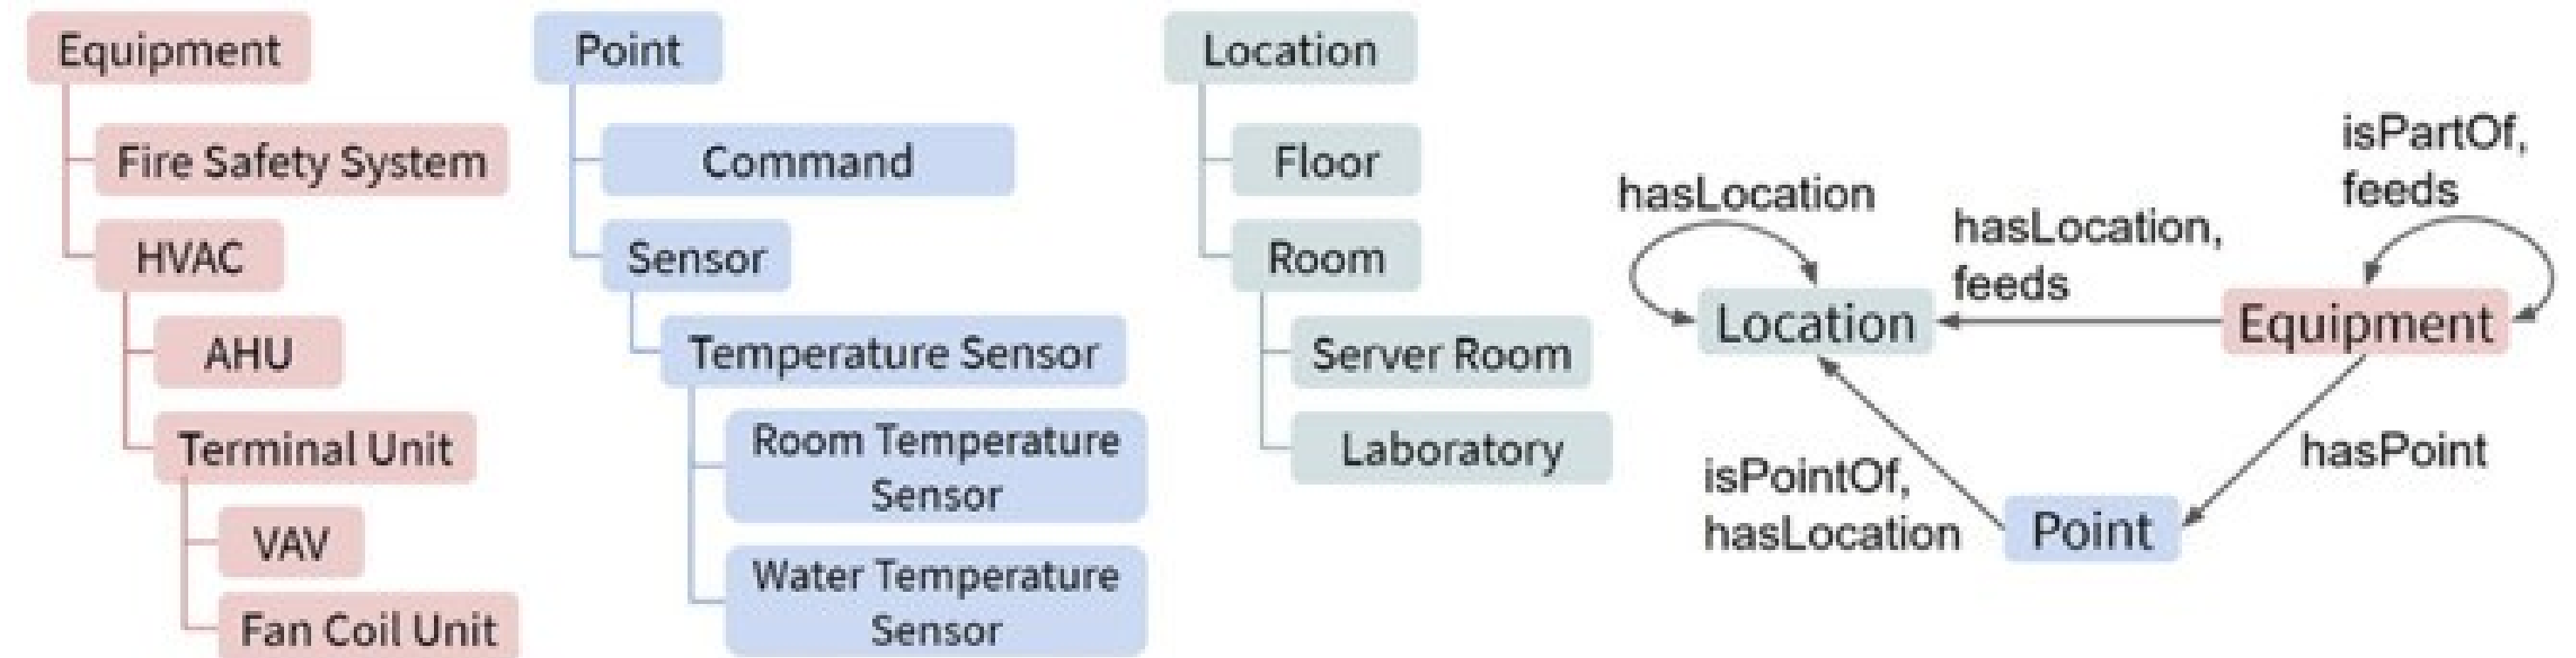 Equipment
Fire Safety System
HVAC
AHU
Terminal Unit
VAV
Fan Coil Unit
Point
Command
Sensor
Temperature Sensor
Room Temperature
Sensor
Water Temperature
Sensor
Location
Floor
Room
Server Room
Laboratory
hasLocation
hasLocation,
feeds
isPartOf,
feeds
Location
Equipment
isPointOf,
hasLocation
hasPoint
Point